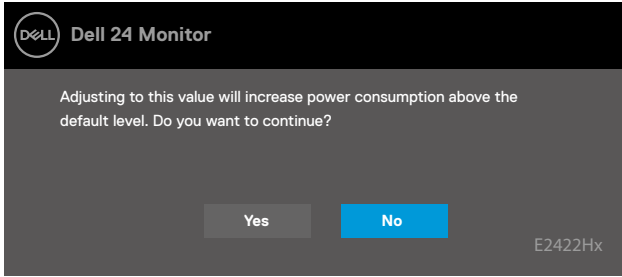 DELL Dell 24 Monitor
Adjusting to this value will increase power consumption above the
default level. Do you want to continue?
Yes No
E2422Hx